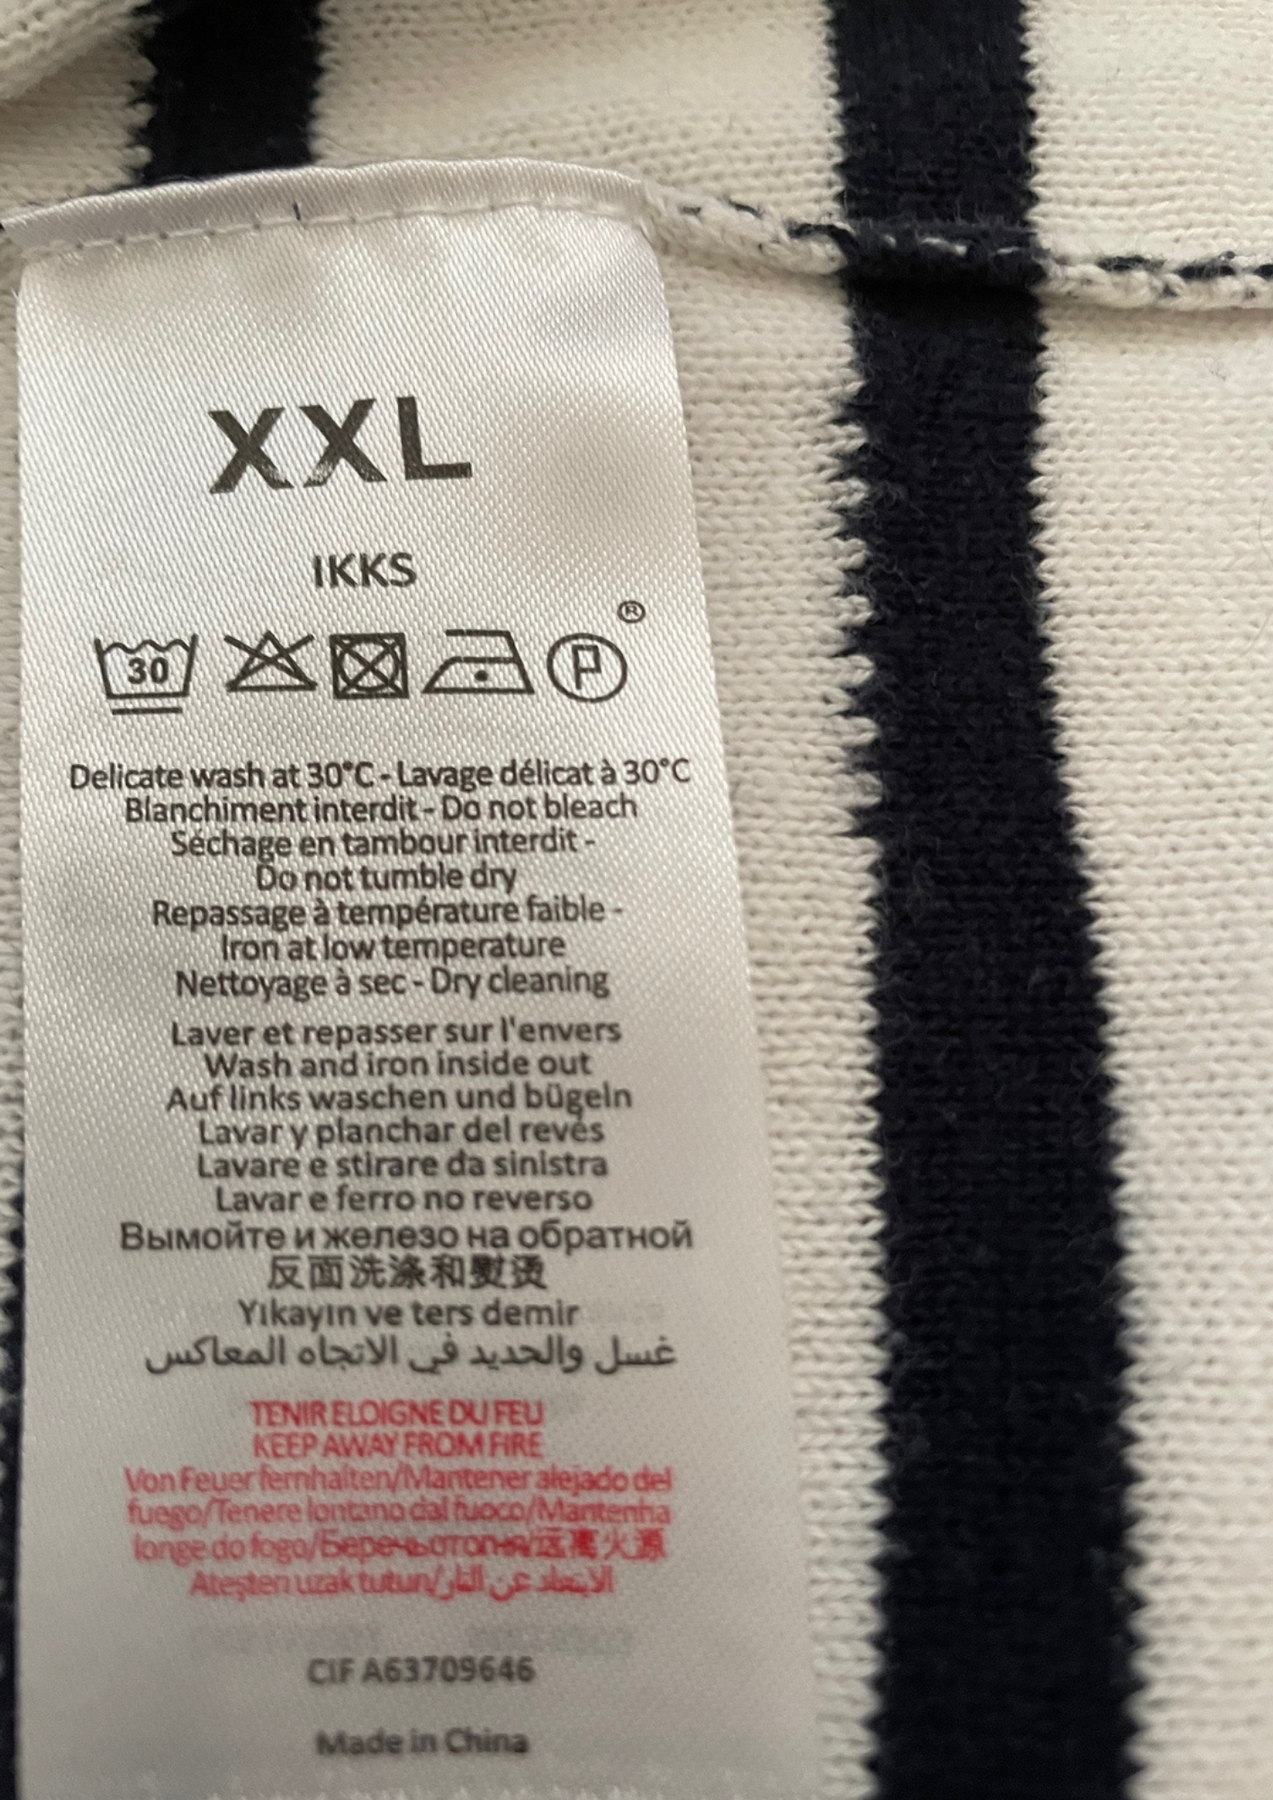 XXL
IKKS
®
30 P
Delicate wash at 30°C - Lavage délicat à 30°C
Blanchiment interdit - Do not bleach
Séchage en tambour interdit -
Do not tumble dry
Repassage à température faible -
Iron at low temperature
Nettoyage à sec - Dry cleaning
Laver et repasser sur l'envers
Wash and iron inside out
Auf links waschen und bügeln
Lavar y planchar del revés
Lavare e stirare da sinistra
Lavar e ferro no reverso
Вымойте и железо на обратной
反面洗涤和熨烫
Yıkayın ve ters demir
غسل والحديد في الاتجاه المعاكس
TENIR ELOIGNE DU FEU
KEEP AWAY FROM FIRE
Von Feuer fernhalten/Mantener alejado del
fuego/Tenere lontano dal fuoco/Mantenha
longe do fogo/Беречь от огня/远离火源
Ateşten uzak tutun/الابتعاد عن النار
CIF A63709646
Made in China